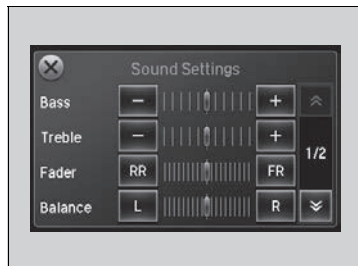 Sound Settings
Bass − +
Treble − +
Fader RR FR
1/2
Balance L R